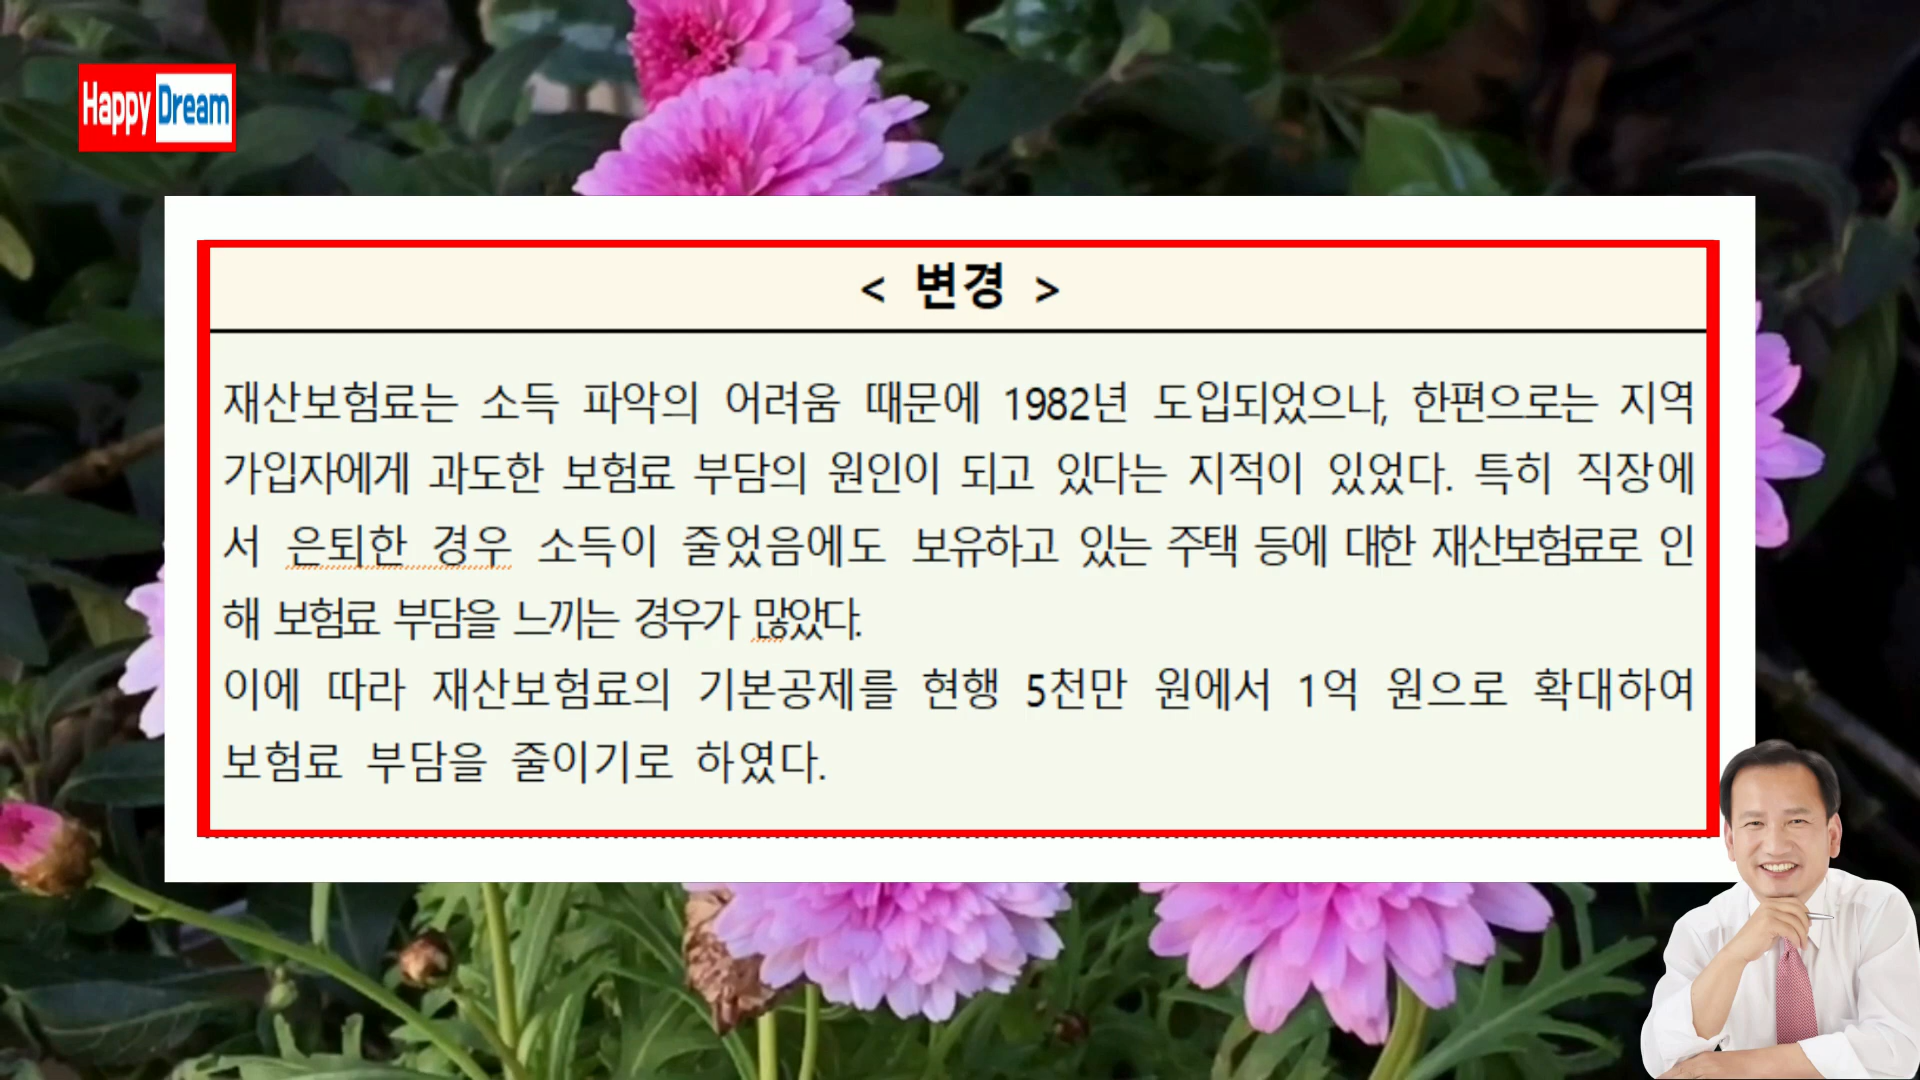 Happy Dream
< 변경 >
재산보험료는 소득 파악의 어려움 때문에 1982년 도입되었으나, 한편으로는 지역
가입자에게 과도한 보험료 부담의 원인이 되고 있다는 지적이 있었다. 특히 직장에
서 은퇴한 경우 소득이 줄었음에도 보유하고 있는 주택 등에 대한 재산보험료로 인
해 보험료 부담을 느끼는 경우가 많았다.
이에 따라 재산보험료의 기본공제를 현행 5천만 원에서 1억 원으로 확대하여
보험료 부담을 줄이기로 하였다.